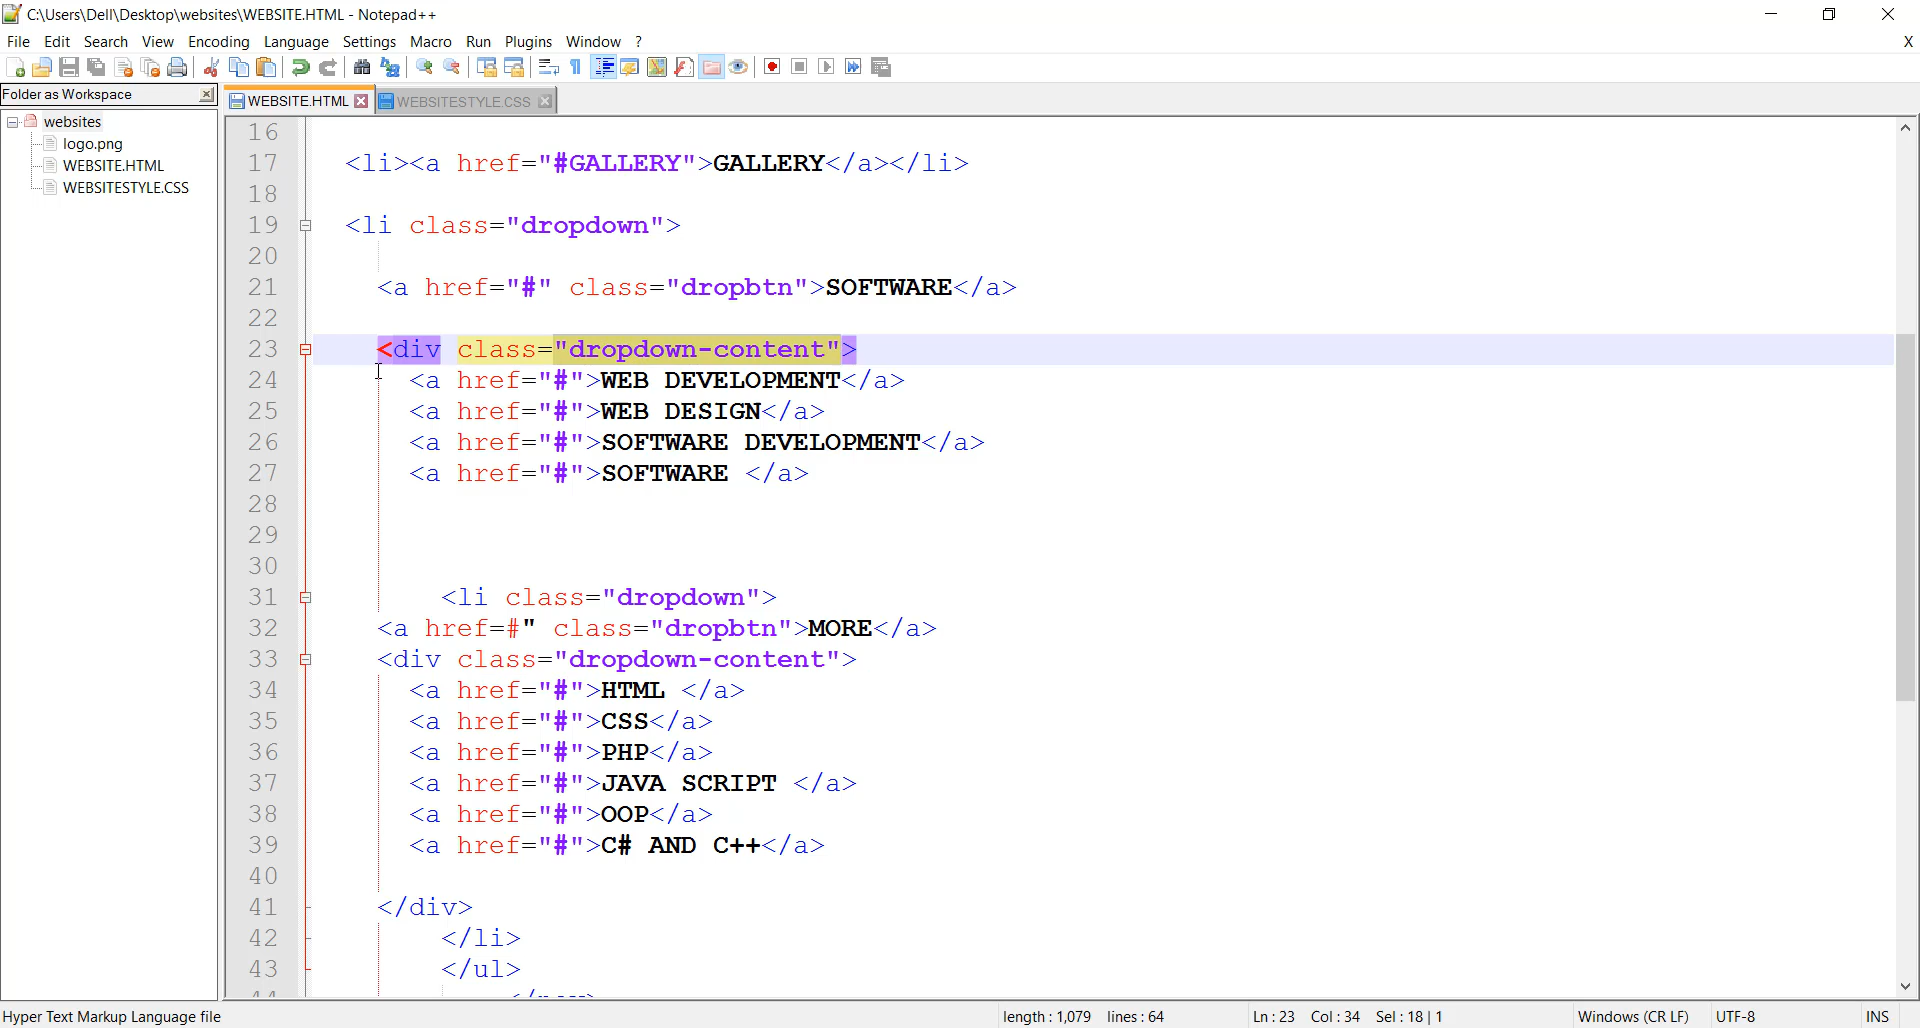 C:\Users\Dell\Desktop\websites\WEBSITE.HTML - Notepad++
File Edit Search View Encoding Language Settings Macro Run Plugins Window ? X
Folder as Workspace
websites
logo.png
WEBSITE.HTML
WEBSITESTYLE.CSS
WEBSITE.HTML WEBSITESTYLE.CSS
16
17 <li><a href="#GALLERY">GALLERY</a></li>
18
19 <li class="dropdown">
20
21 <a href="#" class="dropbtn">SOFTWARE</a>
22
23 <div class="dropdown-content">
24 <a href="#">WEB DEVELOPMENT</a>
25 <a href="#">WEB DESIGN</a>
26 <a href="#">SOFTWARE DEVELOPMENT</a>
27 <a href="#">SOFTWARE </a>
28
29
30
31 <li class="dropdown">
32 <a href=#" class="dropbtn">MORE</a>
33 <div class="dropdown-content">
34 <a href="#">HTML </a>
35 <a href="#">CSS</a>
36 <a href="#">PHP</a>
37 <a href="#">JAVA SCRIPT </a>
38 <a href="#">OOP</a>
39 <a href="#">C# AND C++</a>
40
41 </div>
42 </li>
43 </ul>
Hyper Text Markup Language file length : 1,079 lines : 64 Ln : 23 Col : 34 Sel : 18 | 1 Windows (CR LF) UTF-8 INS